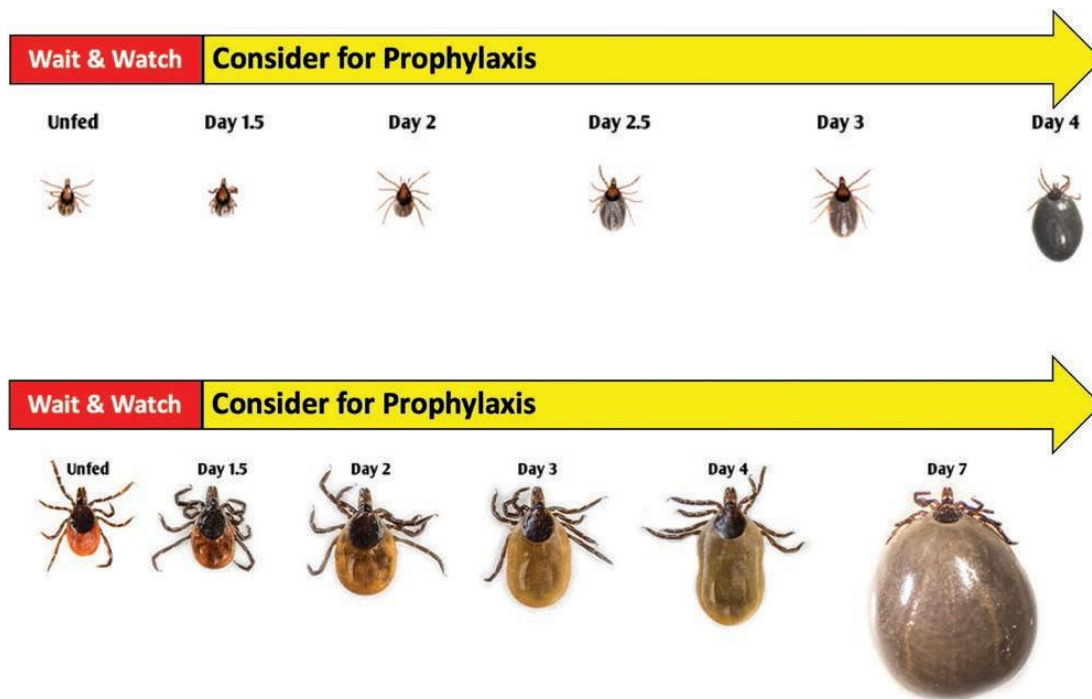 Wait & Watch Consider for Prophylaxis
Unfed Day 1.5 Day 2 Day 2.5 Day 3 Day 4
Wait & Watch Consider for Prophylaxis
Unfed Day 1.5 Day 2 Day 3 Day 4 Day 7